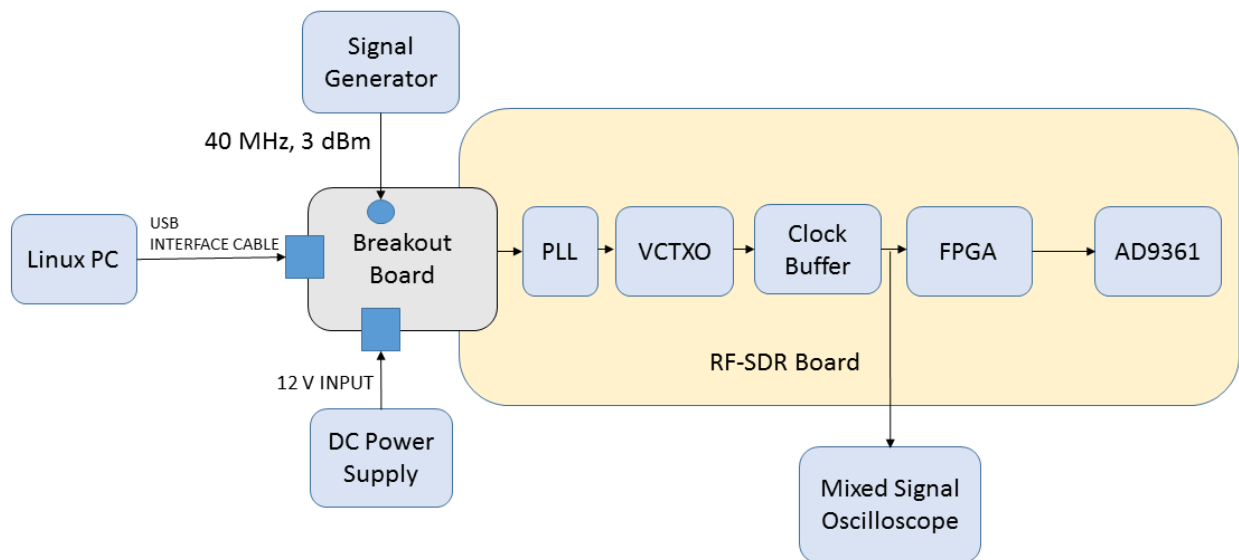 Signal
Generator
40 MHz, 3 dBm
USB
INTERFACE CABLE
Linux PC
Breakout
Board
PLL
VCTXO
Clock
Buffer
FPGA
AD9361
RF-SDR Board
12 V INPUT
DC Power
Supply
Mixed Signal
Oscilloscope